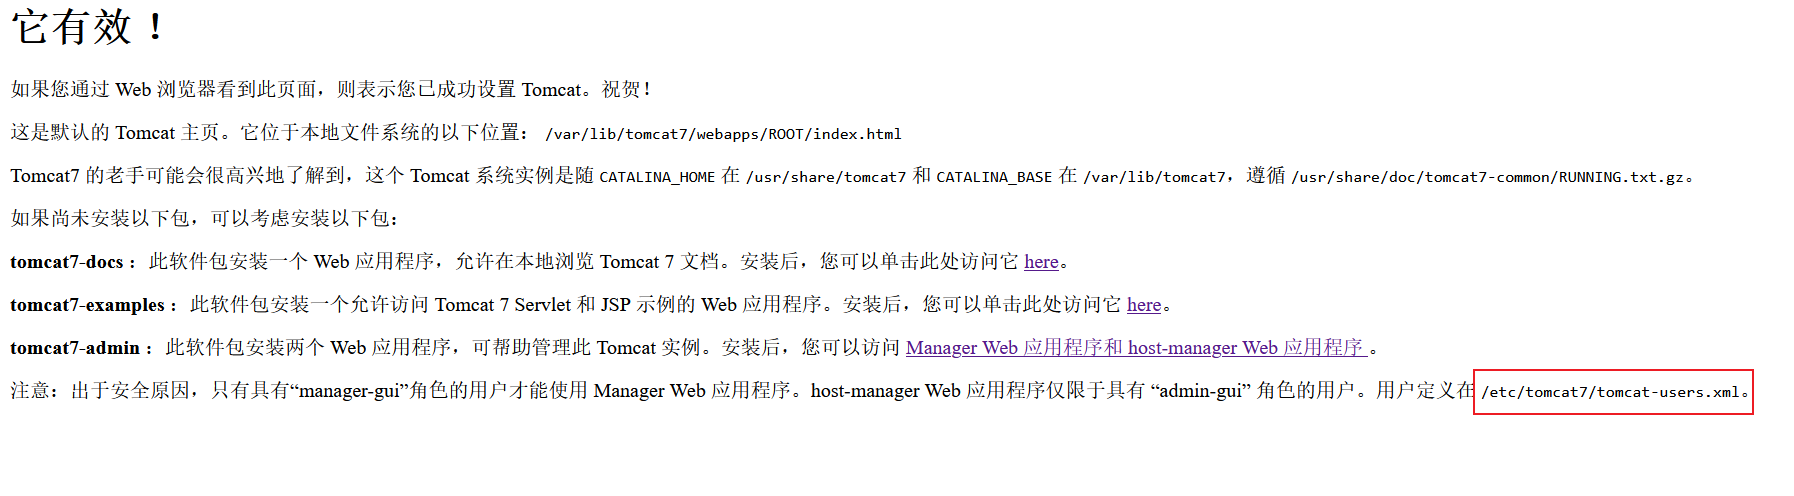 它有效！
如果您通过 Web 浏览器看到此页面，则表示您已成功设置 Tomcat。祝贺！
这是默认的 Tomcat 主页。它位于本地文件系统的以下位置： /var/lib/tomcat7/webapps/ROOT/index.html
Tomcat7 的老手可能会很高兴地了解到，这个 Tomcat 系统实例是随 CATALINA_HOME 在 /usr/share/tomcat7 和 CATALINA_BASE 在 /var/lib/tomcat7，遵循 /usr/share/doc/tomcat7-common/RUNNING.txt.gz。
如果尚未安装以下包，可以考虑安装以下包：
tomcat7-docs： 此软件包安装一个 Web 应用程序，允许在本地浏览 Tomcat 7 文档。安装后，您可以单击此处访问它 here。
tomcat7-examples： 此软件包安装一个允许访问 Tomcat 7 Servlet 和 JSP 示例的 Web 应用程序。安装后，您可以单击此处访问它 here。
tomcat7-admin： 此软件包安装两个 Web 应用程序，可帮助管理此 Tomcat 实例。安装后，您可以访问 Manager Web 应用程序和 host-manager Web 应用程序 。
注意：出于安全原因，只有具有“manager-gui”角色的用户才能使用 Manager Web 应用程序。host-manager Web 应用程序仅限于具有 “admin-gui” 角色的用户。用户定义在 /etc/tomcat7/tomcat-users.xml。